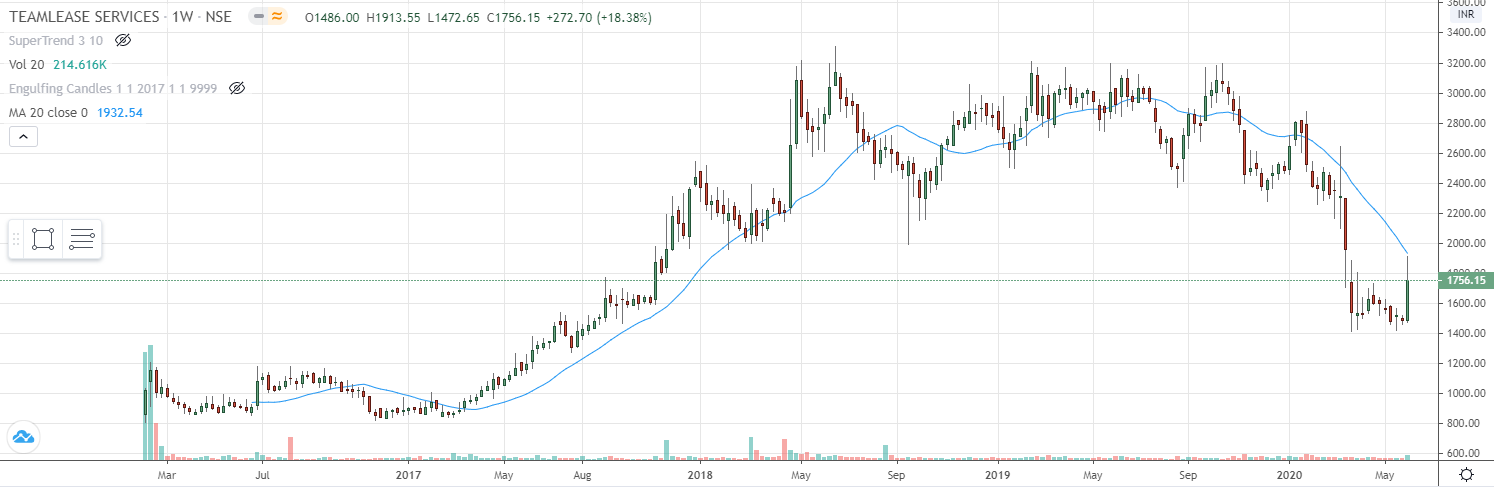 TEAMLEASE SERVICES · 1W · NSE O1486.00 H1913.55 L1472.65 C1756.15 +272.70 (+18.38%)
SuperTrend 3 10
Vol 20 214.616K
Engulfing Candles 1 1 2017 1 1 9999
MA 20 close 0 1932.54
3600.00
INR
3400.00
3200.00
3000.00
2800.00
2600.00
2400.00
2200.00
2000.00
1800.00
1756.15
1600.00
1400.00
1200.00
1000.00
800.00
600.00
Mar Jul 2017 May Aug 2018 May Sep 2019 May Sep 2020 May